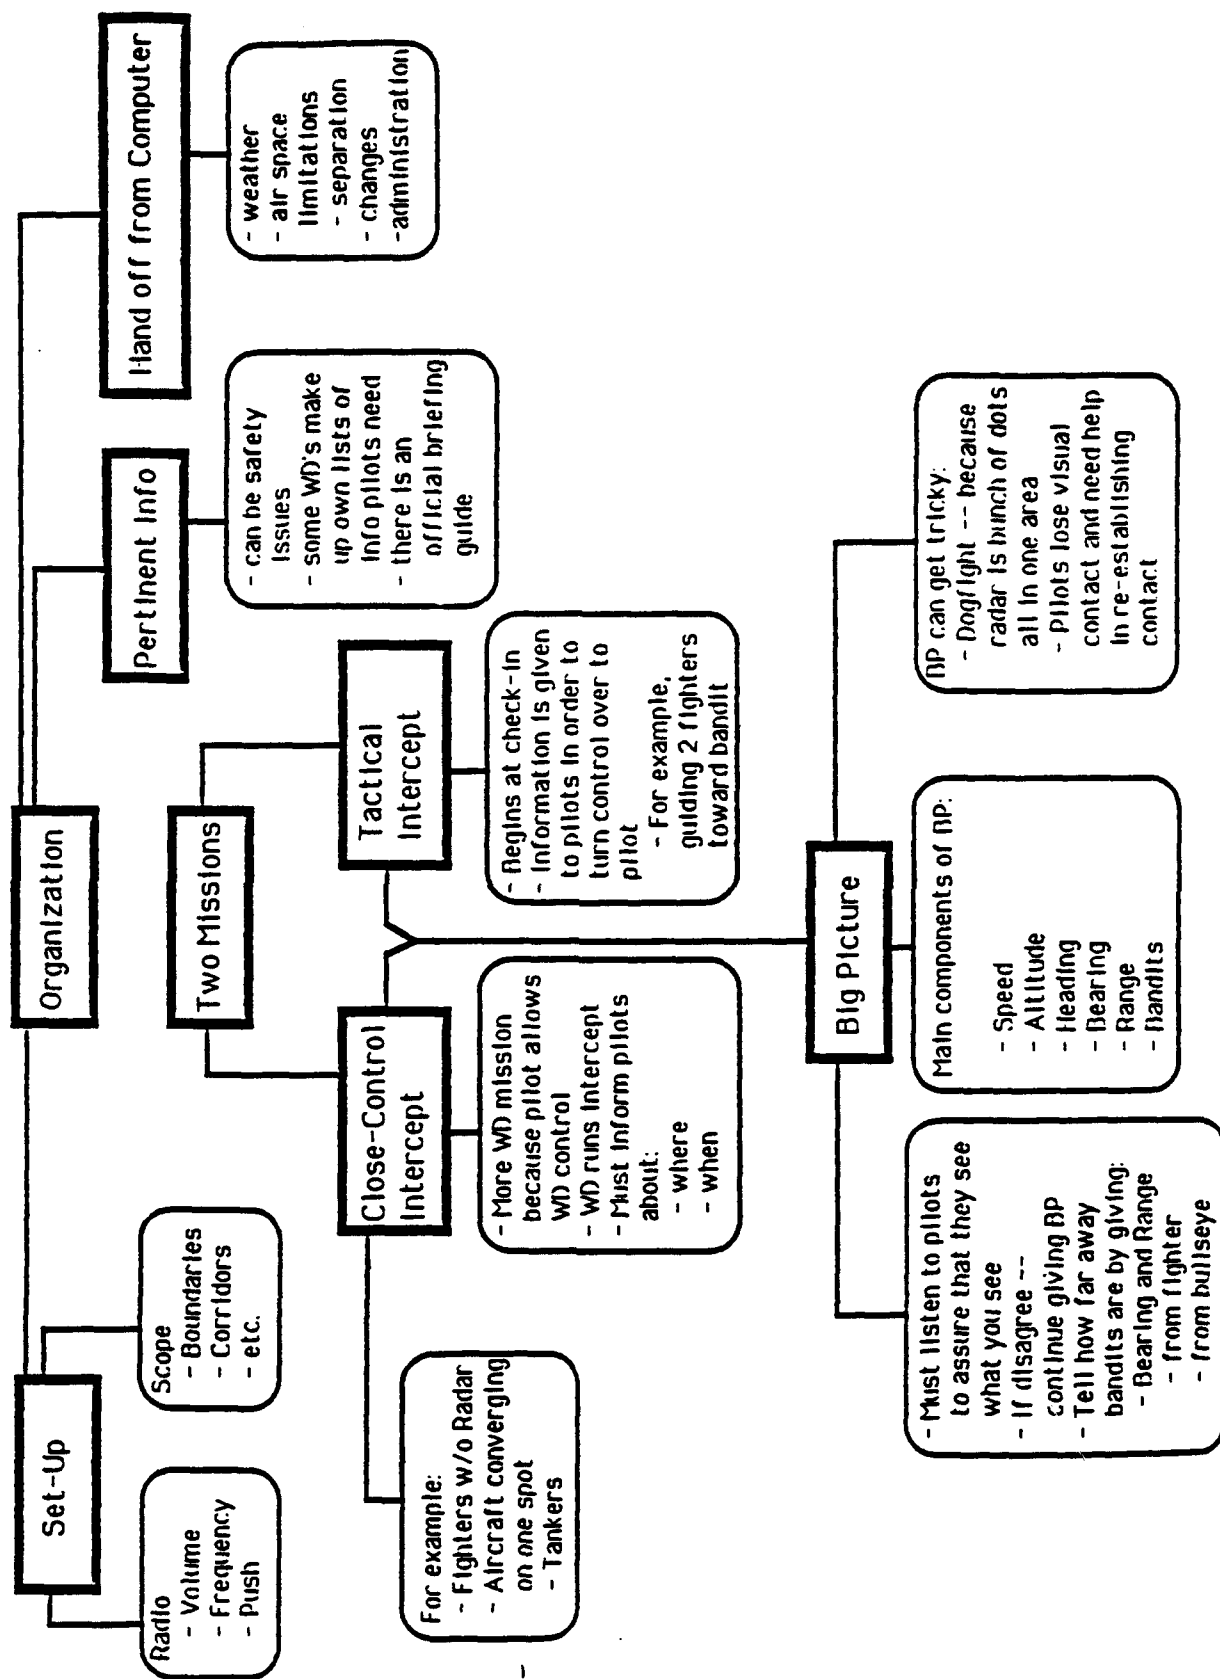 Organization
Set-Up
Radio
- Volume
- Frequency
- Push
Scope
- Boundaries
- Corridors
- etc.
Two Missions
Pertinent Info
- can be safety
issues
- some WD's make
up own lists of
info pilots need
- there is an
official briefing
guide
Hand off from Computer
- weather
- air space
limitations
- separation
- changes
-administration
Close-Control
Intercept
For example:
- Fighters w/o Radar
- Aircraft converging
on one spot
- Tankers
- More WD mission
because pilot allows
WD control
- WD runs intercept
- Must inform pilots
about:
- where
- when
Tactical
Intercept
- Begins at check-in
- Information is given
to pilots in order to
turn control over to
pilot
- For example,
guiding 2 fighters
toward bandit
Big Picture
- Must listen to pilots
to assure that they see
what you see
- If disagree --
continue giving BP
- Tell how far away
bandits are by giving:
- Bearing and Range
- from fighter
- from bullseye
Main components of BP:
- Speed
- Altitude
- Heading
- Bearing
- Range
- Bandits
BP can get tricky:
- Dogfight -- because
radar is bunch of dots
all in one area
- Pilots lose visual
contact and need help
in re-establishing
contact